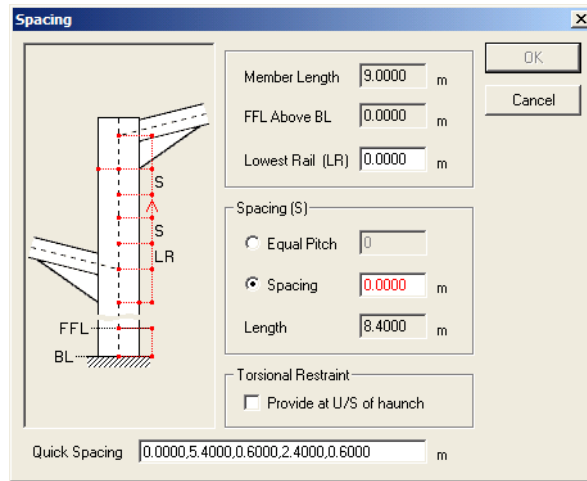 Spacing
S
S
LR
FFL
BL
Member Length 9.0000 m
FFL Above BL 0.0000 m
Lowest Rail (LR) 0.0000 m
Spacing (S)
Equal Pitch 0
Spacing 0.0000 m
Length 8.4000 m
Torsional Restraint
Provide at U/S of haunch
OK
Cancel
Quick Spacing 0.0000,5.4000,0.6000,2.4000,0.6000 m